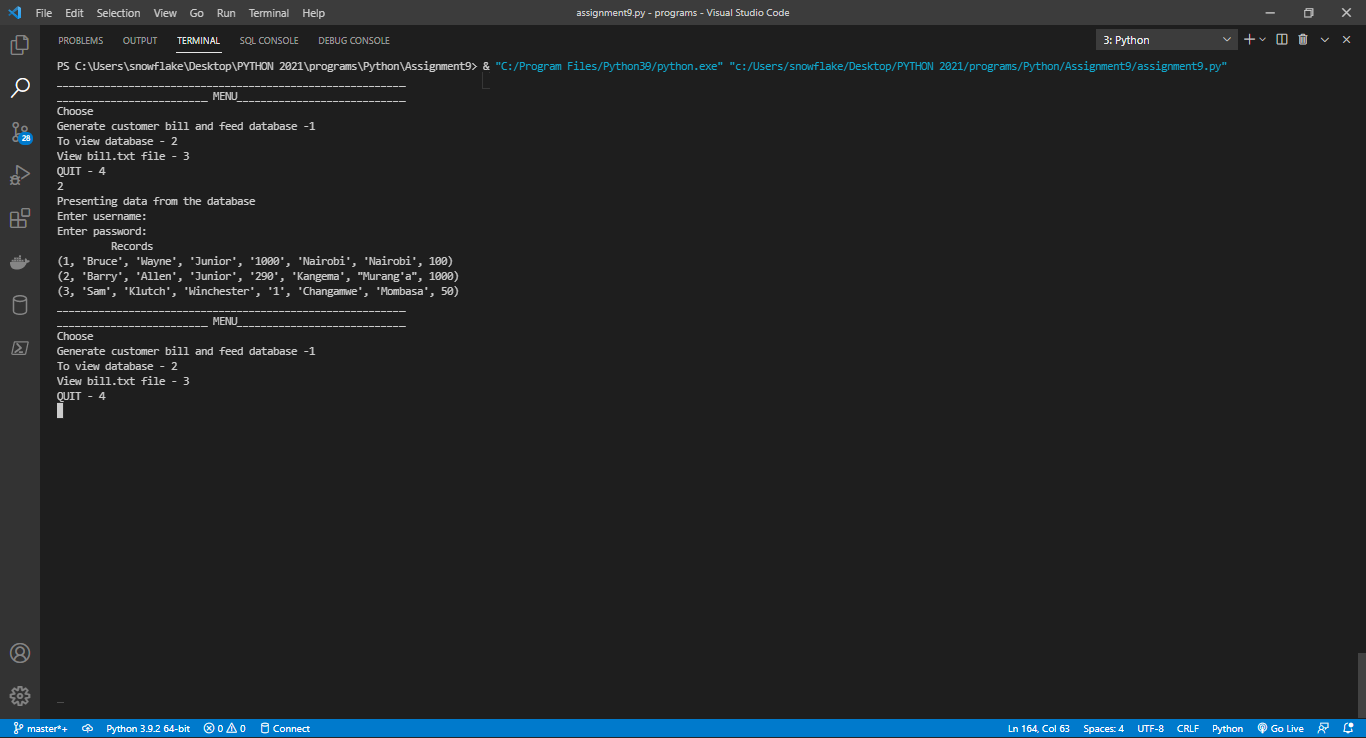 File Edit Selection View Go Run Terminal Help assignment9.py - programs - Visual Studio Code
PROBLEMS OUTPUT TERMINAL SQL CONSOLE DEBUG CONSOLE 3: Python
PS C:\Users\snowflake\Desktop\PYTHON 2021\programs\Python\Assignment9> & "C:/Program Files/Python39/python.exe" "c:/Users/snowflake/Desktop/PYTHON 2021/programs/Python/Assignment9/assignment9.py"
__________________________________________________________
_________________________ MENU____________________________
Choose
Generate customer bill and feed database -1
To view database - 2
View bill.txt file - 3
QUIT - 4
2
Presenting data from the database
Enter username:
Enter password:
Records
(1, 'Bruce', 'Wayne', 'Junior', '1000', 'Nairobi', 'Nairobi', 100)
(2, 'Barry', 'Allen', 'Junior', '290', 'Kangema', "Murang'a", 1000)
(3, 'Sam', 'Klutch', 'Winchester', '1', 'Changamwe', 'Mombasa', 50)
__________________________________________________________
_________________________ MENU____________________________
Choose
Generate customer bill and feed database -1
To view database - 2
View bill.txt file - 3
QUIT - 4
28
master*+ Python 3.9.2 64-bit 0 0 Connect Ln 164, Col 63 Spaces: 4 UTF-8 CRLF Python Go Live